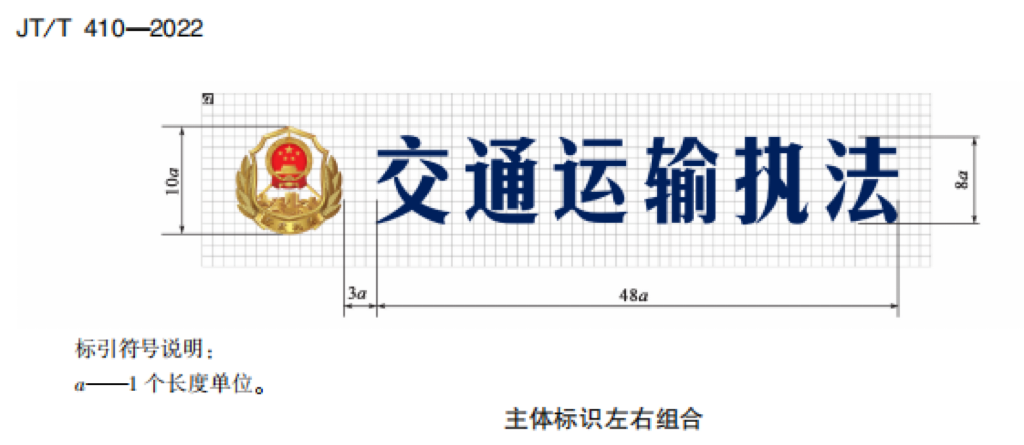 JT/T 410—2022
a
10a
交通运输执法
8a
3a
48a
标引符号说明:
a——1个长度单位。
主体标识左右组合